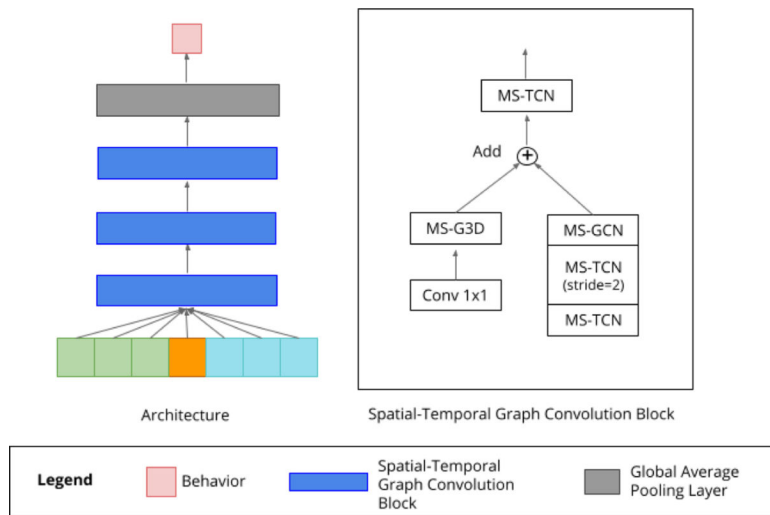 MS-TCN
Add
MS-G3D
MS-GCN
MS-TCN
(stride=2)
Conv 1x1
MS-TCN
Architecture
Spatial-Temporal Graph Convolution Block
Legend
Behavior
Spatial-Temporal
Graph Convolution
Block
Global Average
Pooling Layer